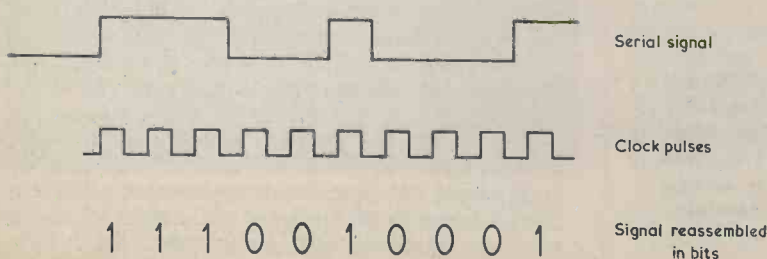 Serial signal
Clock pulses
1 1 1 0 0 1 0 0 0 1
Signal reassembled
in bits